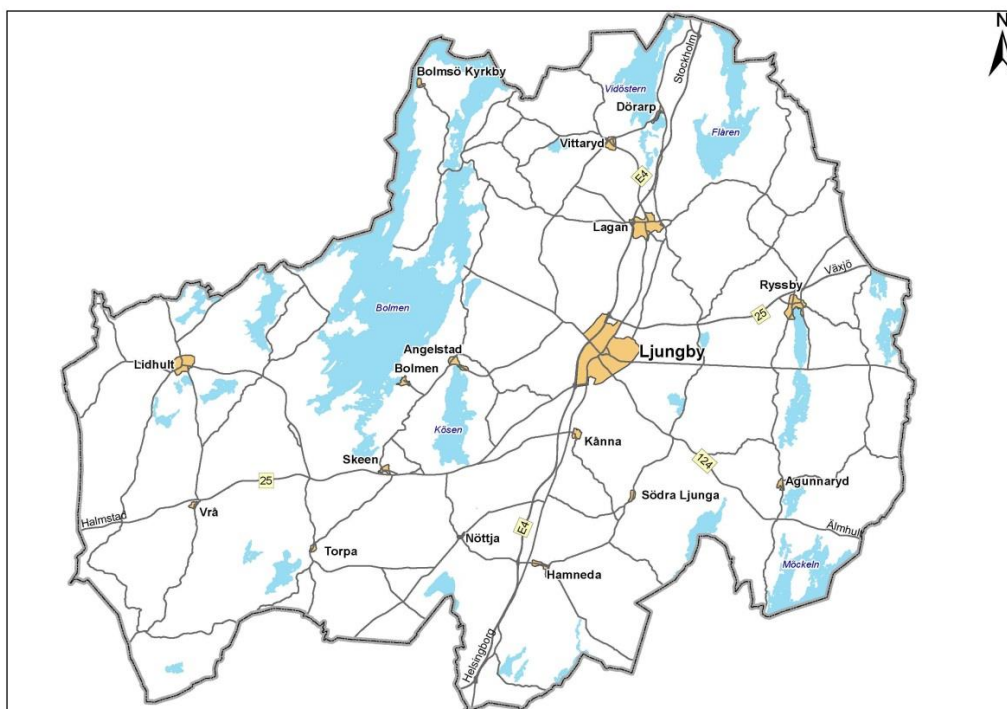 N
Stockholm
Bolmsö Kyrkby
Vidöstern
Dörarp
Flåren
Vittaryd
E4
Lagan
Växjö
Ryssby
Bolmen
25
Angelstad
Ljungby
Lidhult
Bolmen
Kösen
Kånna
Skeen
124
25
Agunnaryd
Södra Ljunga
Vrå
Halmstad
E4
Älmhult
Nöttja
Torpa
Möckeln
Hamneda
Helsingborg